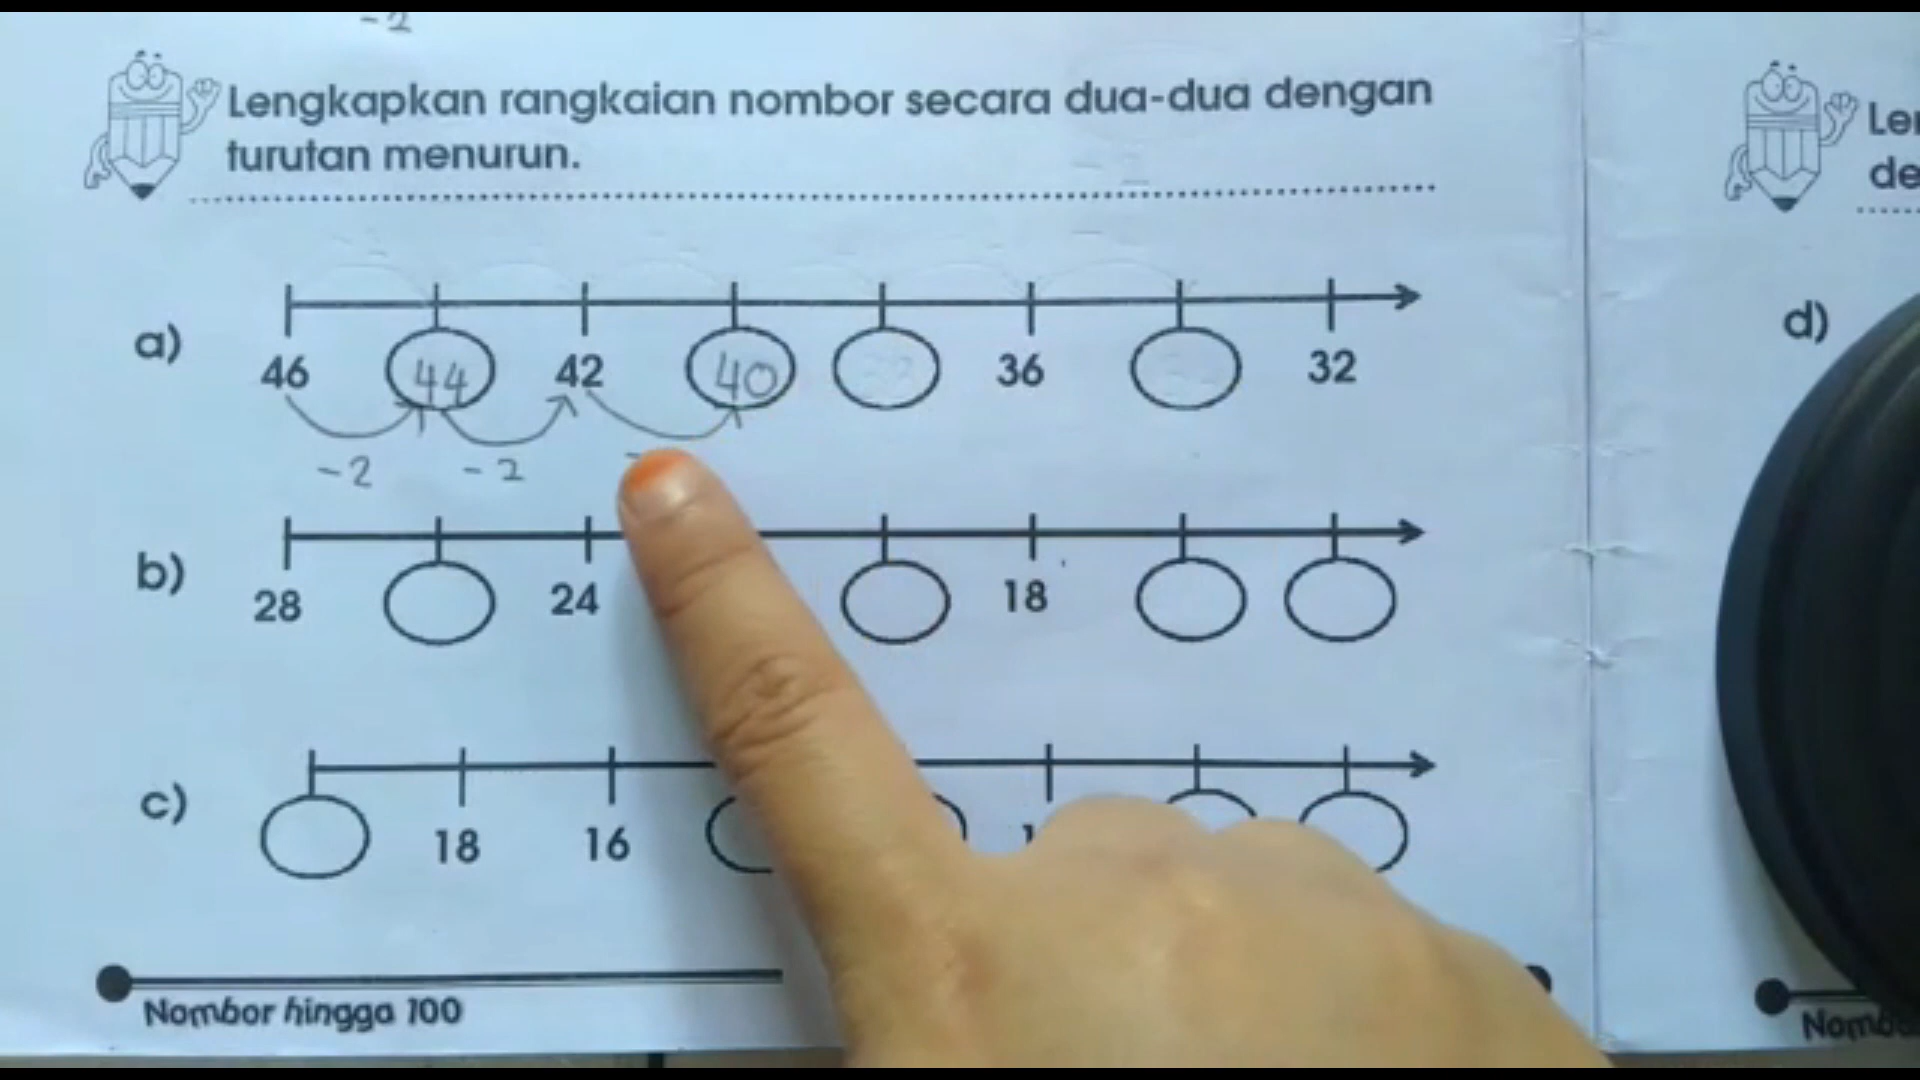 -2
Lengkapkan rangkaian nombor secara dua-dua dengan
turutan menurun.
a)
46 44 42 40 36 32
-2 -2
b)
28 24 18
c)
18 16
Nombor hingga 100
d)